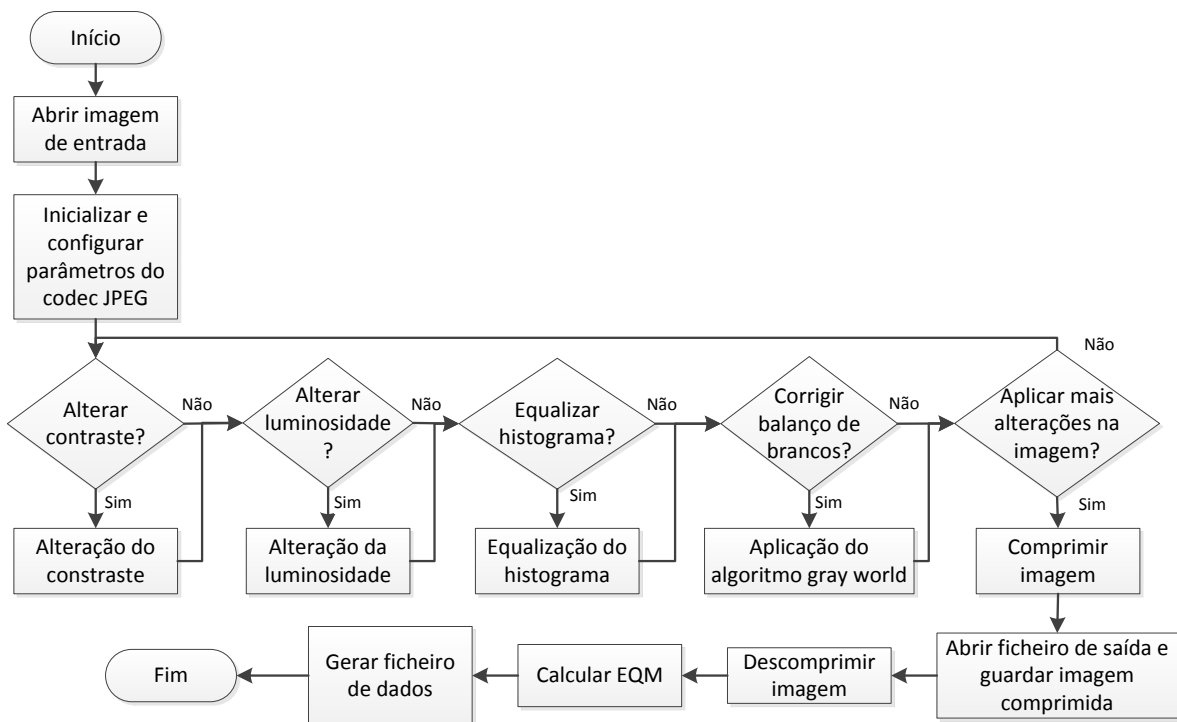 Início
Abrir imagem
de entrada
Inicializar e
configurar
parâmetros do
codec JPEG
Não
Alterar
contraste?
Não
Sim
Alteração do
constraste
Alterar
luminosidade
?
Não
Sim
Alteração da
luminosidade
Equalizar
histograma?
Não
Sim
Equalização do
histograma
Corrigir
balanço de
brancos?
Não
Sim
Aplicação do
algoritmo gray world
Aplicar mais
alterações na
imagem?
Sim
Comprimir
imagem
Abrir ficheiro de saída e
guardar imagem
comprimida
Descomprimir
imagem
Calcular EQM
Gerar ficheiro
de dados
Fim